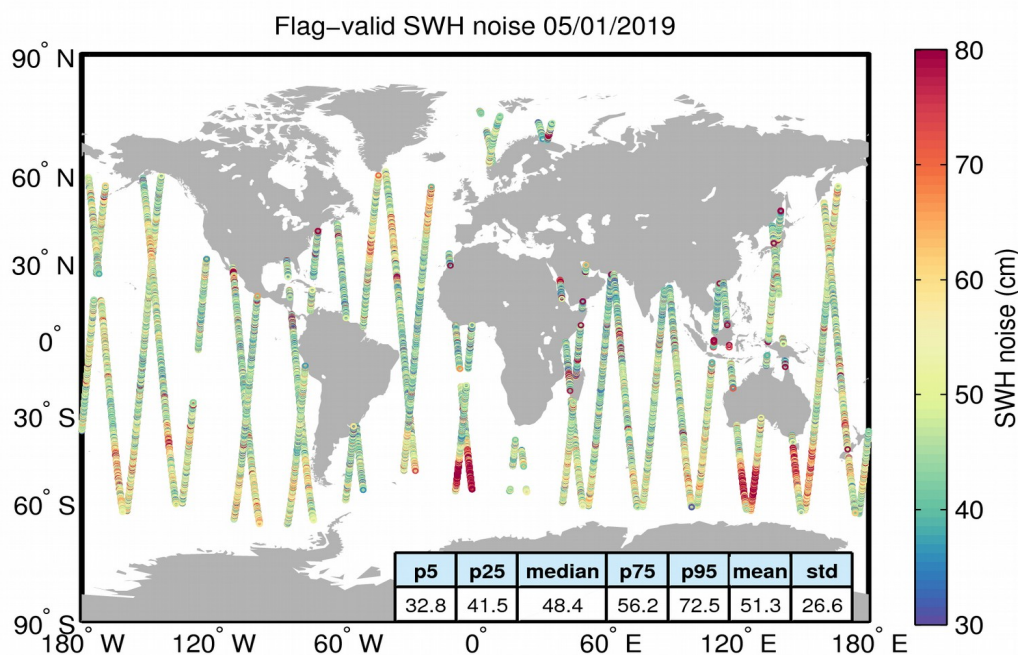 Flag−valid SWH noise 05/01/2019
90° N
60° N
30° N
0°
30° S
60° S
90° S
180° W
120° W
60° W
0°
60° E
120° E
180° E
80
70
60
50
40
30
SWH noise (cm)
p5 p25 median p75 p95 mean std
32.8 41.5 48.4 56.2 72.5 51.3 26.6